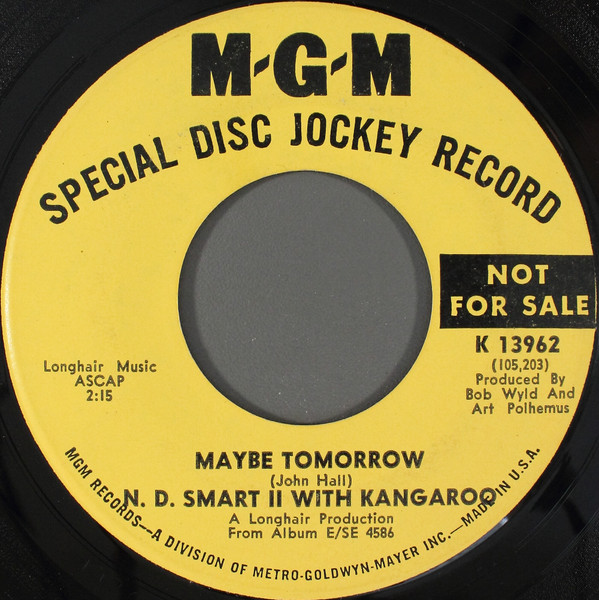 M-G-M
SPECIAL DISC JOCKEY RECORD
NOT
FOR SALE
K 13962
(105,203)
Produced By
Bob Wyld And
Art Polhemus
Longhair Music
ASCAP
2:15
MAYBE TOMORROW
(John Hall)
N. D. SMART II WITH KANGAROO
A Longhair Production
From Album E/SE 4586
MGM RECORDS—A DIVISION OF METRO-GOLDWYN-MAYER INC.—MADE IN U.S.A.